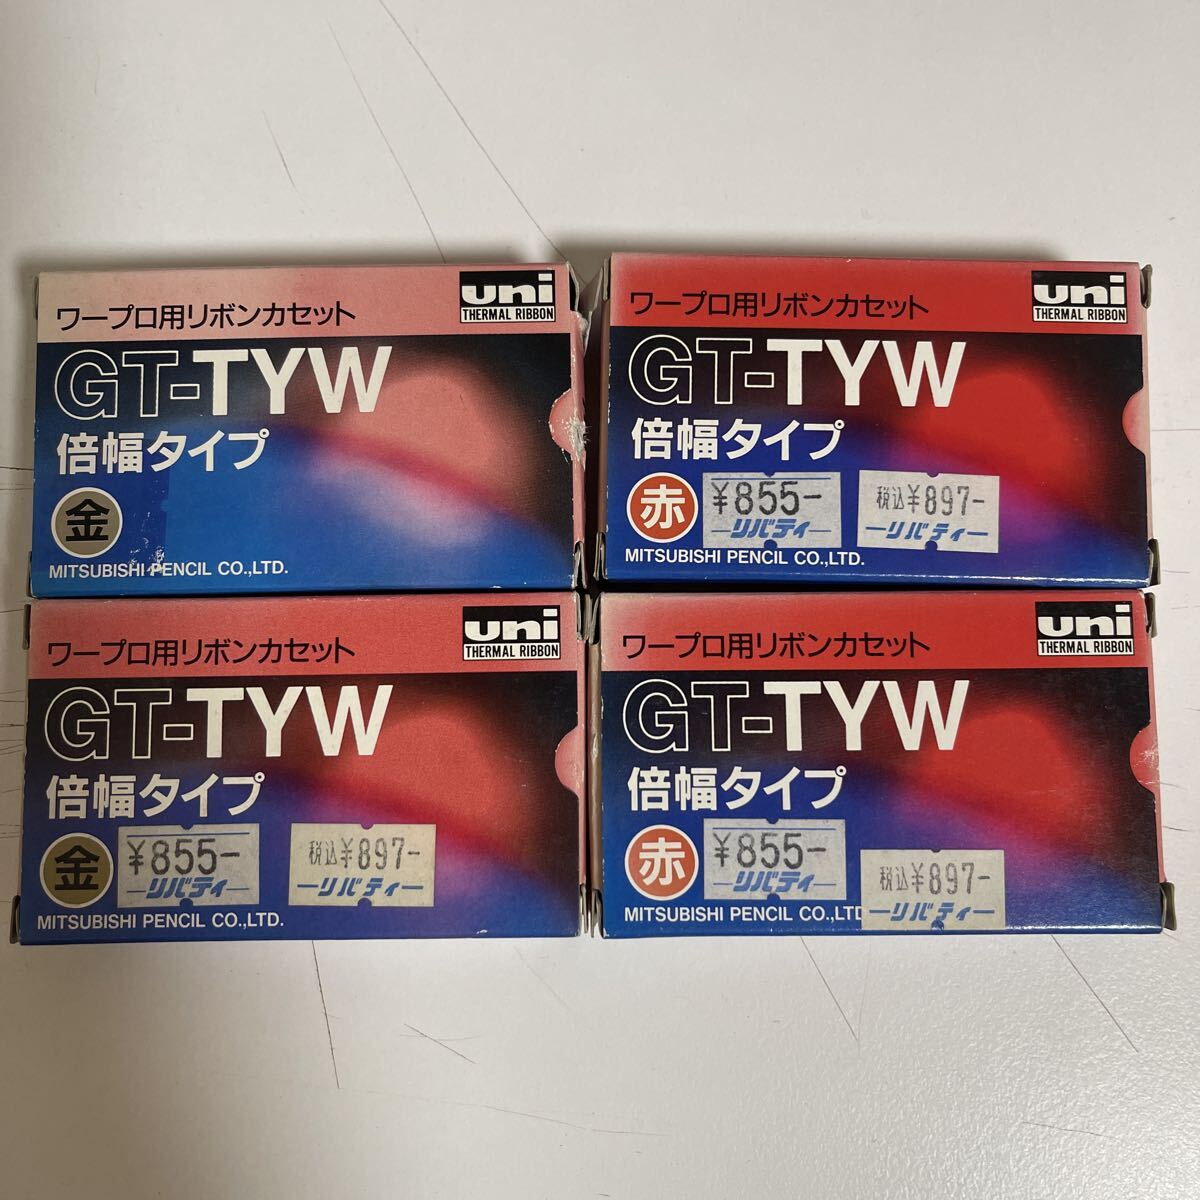 ワープロ用リボンカセット
uni
THERMAL RIBBON
GT-TYW
倍幅タイプ
金
MITSUBISHI PENCIL CO.,LTD.
ワープロ用リボンカセット
uni
THERMAL RIBBON
GT-TYW
倍幅タイプ
赤
¥855-
リバティ
税込¥897-
リバティ
MITSUBISHI PENCIL CO.,LTD.
ワープロ用リボンカセット
uni
THERMAL RIBBON
GT-TYW
倍幅タイプ
金
¥855-
リバティ
税込¥897-
リバティ
MITSUBISHI PENCIL CO.,LTD.
ワープロ用リボンカセット
uni
THERMAL RIBBON
GT-TYW
倍幅タイプ
赤
¥855-
リバティ
税込¥897-
リバティ
MITSUBISHI PENCIL CO.,LTD